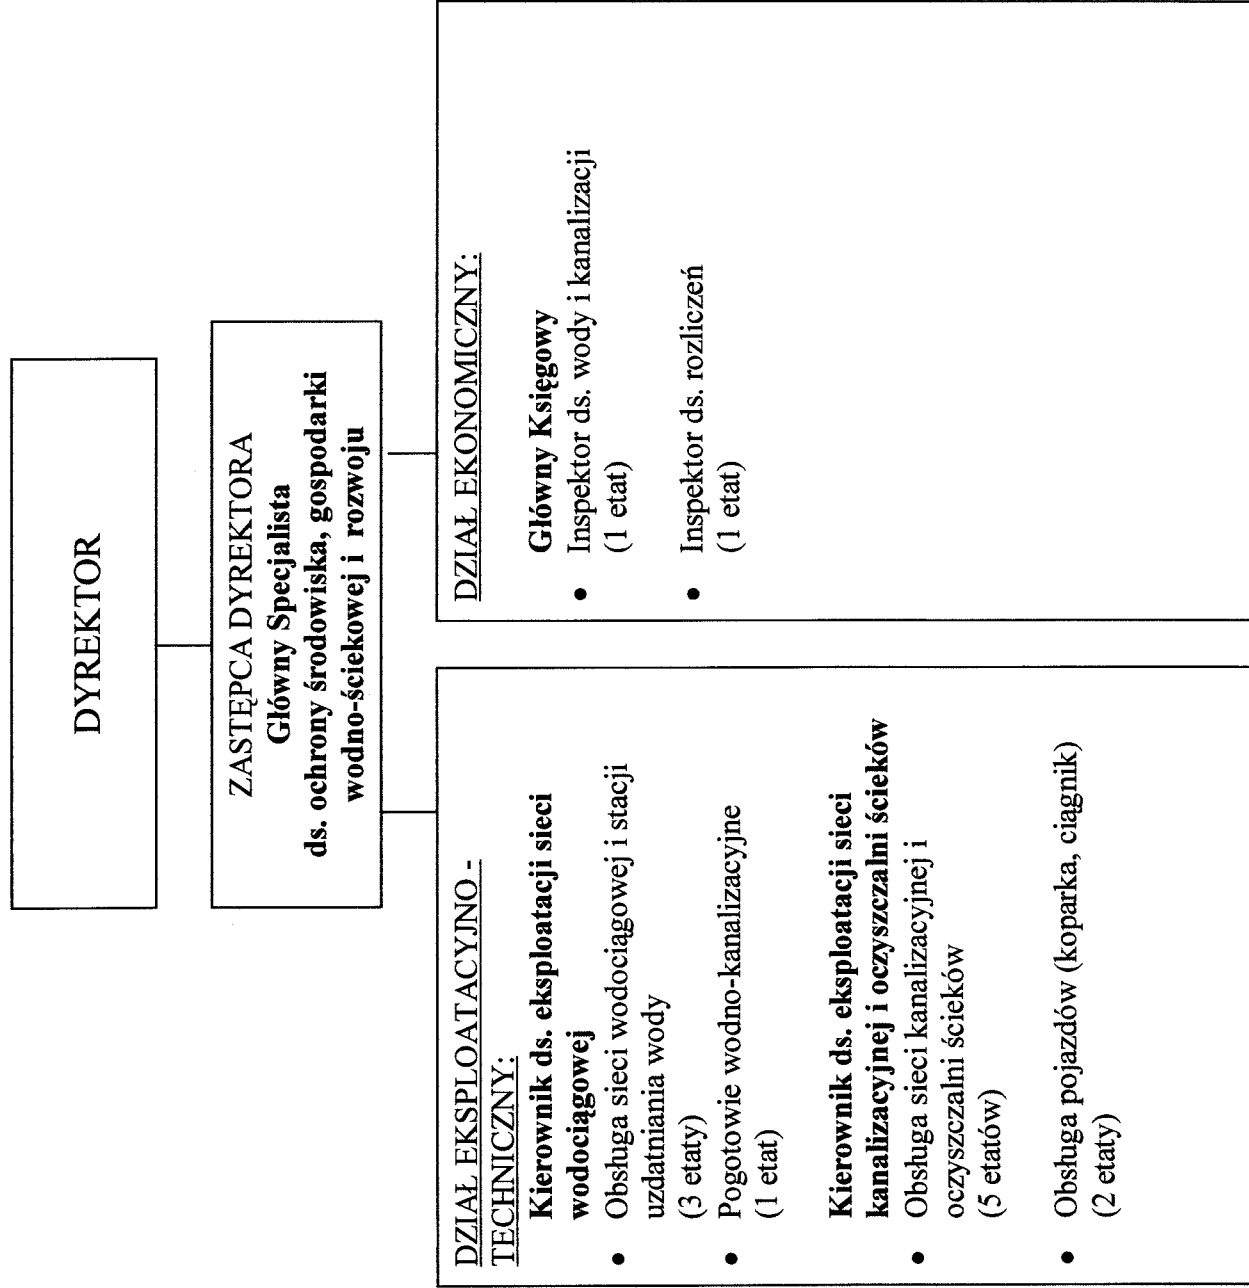 DYREKTOR
ZASTĘPCA DYREKTORA
Główny Specjalista
ds. ochrony środowiska, gospodarki
wodno-ściekowej i rozwoju
DZIAŁ EKSPLOATACYJNO -
TECHNICZNY:
Kierownik ds. eksploatacji sieci
wodociągowej
• Obsługa sieci wodociągowej i stacji
uzdatniania wody
(3 etaty)
• Pogotowie wodno-kanalizacyjne
(1 etat)
Kierownik ds. eksploatacji sieci
kanalizacyjnej i oczyszczalni ścieków
• Obsługa sieci kanalizacyjnej i
oczyszczalni ścieków
(5 etatów)
• Obsługa pojazdów (koparka, ciągnik)
(2 etaty)
DZIAŁ EKONOMICZNY:
Główny Księgowy
• Inspektor ds. wody i kanalizacji
(1 etat)
• Inspektor ds. rozliczeń
(1 etat)